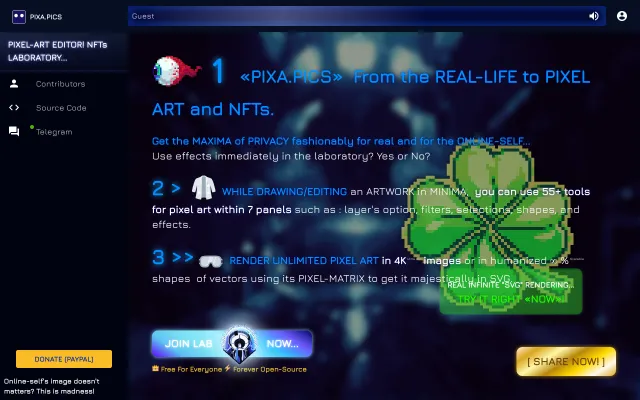 PIXA.PICS
Guest
PIXEL-ART EDITOR! NFTs
LABORATORY...
Contributors
Source Code
Telegram
1 «PIXA.PICS» From the REAL-LIFE to PIXEL
ART and NFTs.
Get the MAXIMA of PRIVACY fashionably for real and for the ONLINE-SELF...
Use effects immediately in the laboratory? Yes or No?
2 > WHILE DRAWING/EDITING an ARTWORK in MINIMA, you can use 55+ tools
for pixel art within 7 panels such as : layer's option, filters, selections, shapes, and
effects.
3 >> RENDER UNLIMITED PIXEL ART in 4K images or in humanized ∞ %
shapes of vectors using its PIXEL-MATRIX to get it majestically in SVG
REAL INFINITE "SVG" RENDERING...
TRY IT RIGHT «NOW»!
JOIN LAB NOW...
Free For Everyone ⚡ Forever Open-Source
[ SHARE NOW! ]
DONATE (PAYPAL)
Online-self's image doesn't
matters? This is madness!